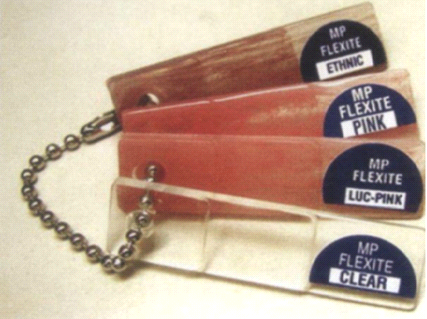 MP
FLEXITE
ETHNIC
MP
FLEXITE
PINK
MP
FLEXITE
LUC-PINK
MP
FLEXITE
CLEAR